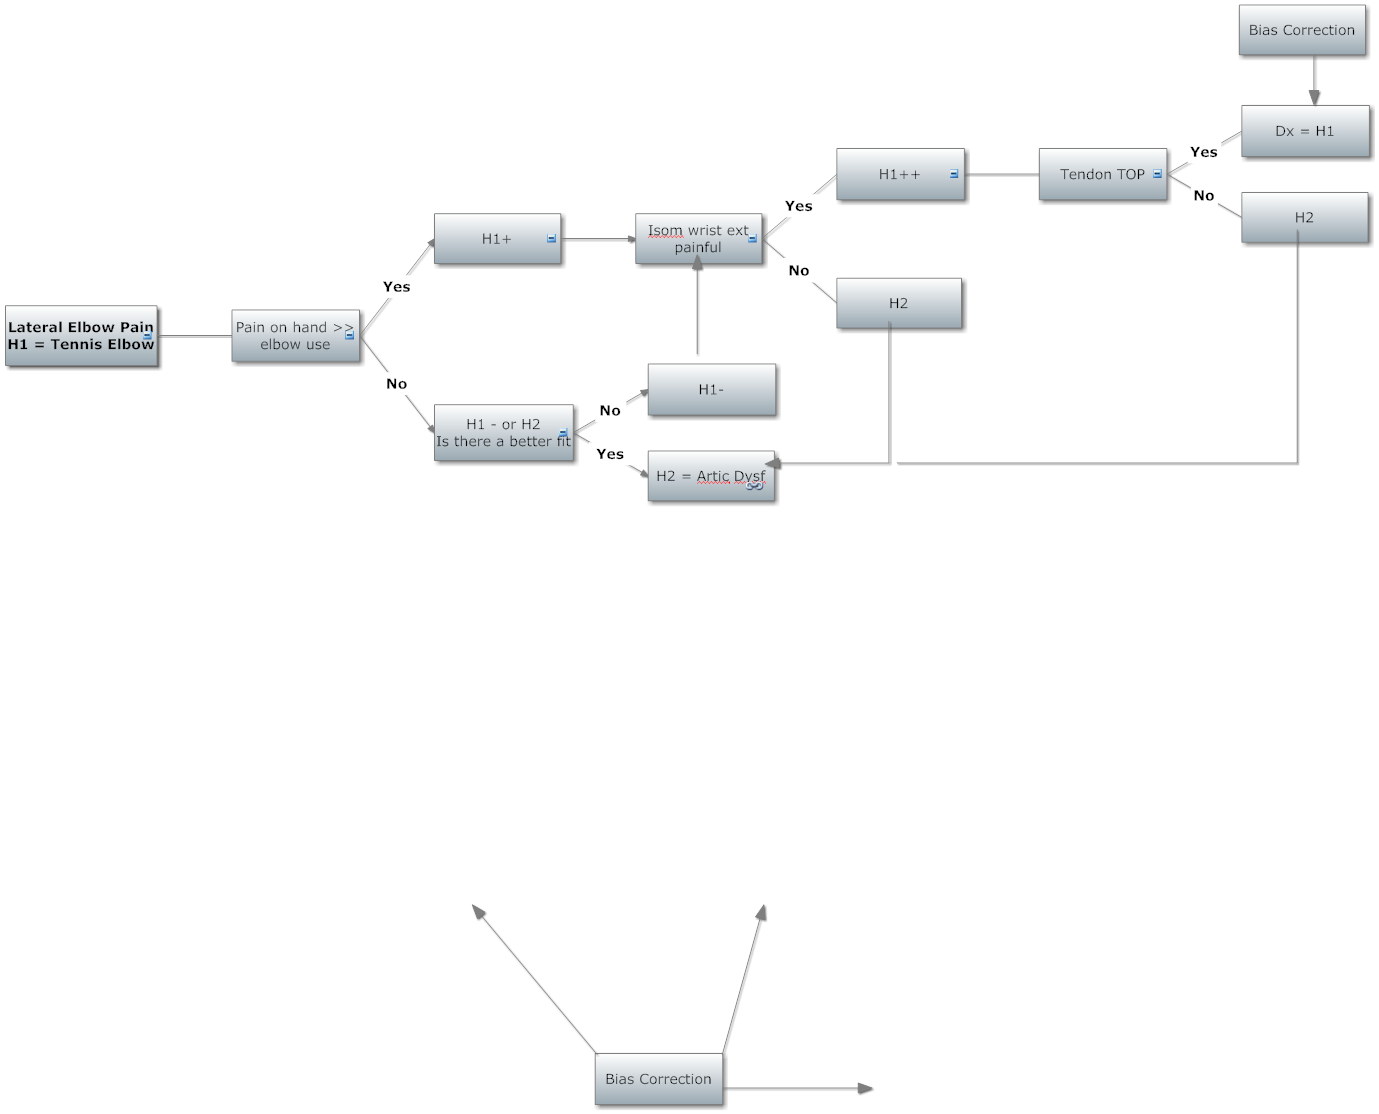 Bias Correction
Dx = H1
Yes
H1++
Tendon TOP
No
H2
Yes
H1+
Isom wrist ext
painful
No
H2
Yes
Lateral Elbow Pain
H1 = Tennis Elbow
Pain on hand >>
elbow use
No
H1 - or H2
Is there a better fit
No
H1-
Yes
H2 = Artic Dysf
Bias Correction